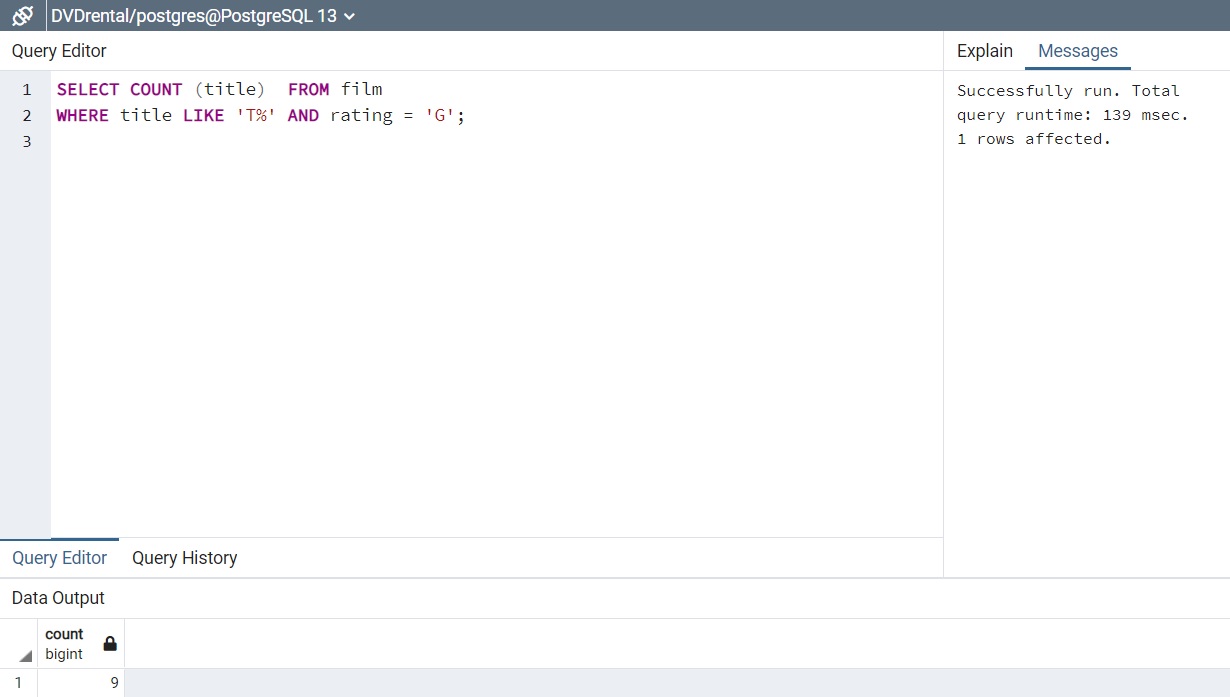 DVDrental/postgres@PostgreSQL 13
Query Editor
Explain Messages
1 SELECT COUNT (title)  FROM film
2 WHERE title LIKE 'T%' AND rating = 'G';
3
Successfully run. Total
query runtime: 139 msec.
1 rows affected.
Query Editor Query History
Data Output
count
bigint
1 9